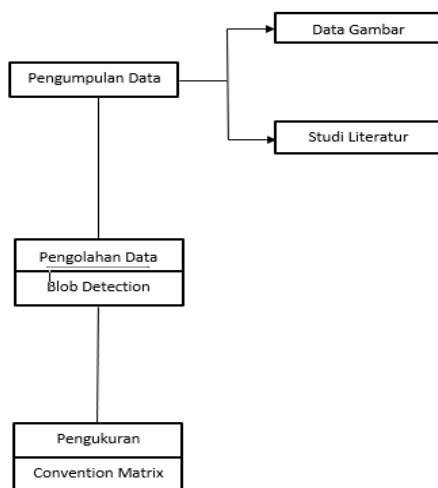 Data Gambar
Pengumpulan Data
Studi Literatur
Pengolahan Data
Blob Detection
Pengukuran
Convention Matrix